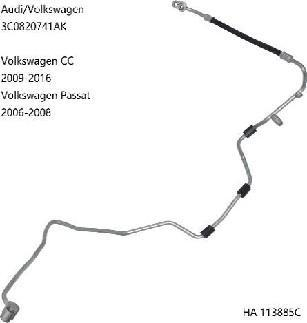 Audi/Volkswagen
3C0820741AK
Volkswagen CC
2009-2016
Volkswagen Passat
2006-2008
HA 113885C